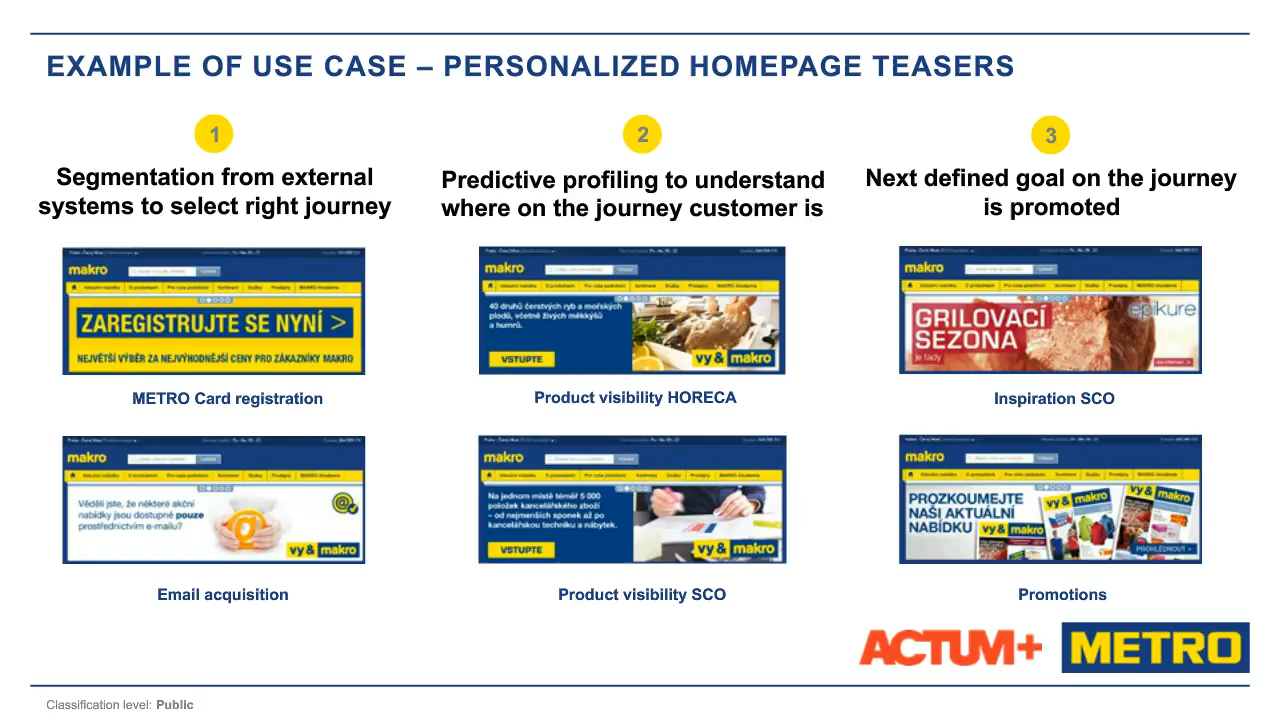 EXAMPLE OF USE CASE – PERSONALIZED HOMEPAGE TEASERS
1
Segmentation from external
systems to select right journey
makro
ZAREGISTRUJTE SE NYNÍ >
NEJVĚTŠÍ VÝBĚR ZA NEJVÝHODNĚJŠÍ CENY PRO ZÁKAZNÍKY MAKRO
METRO Card registration
makro
Věděli jste, že některé akční
nabídky jsou dostupné pouze
prostřednictvím e-mailu?
vy & makro
Email acquisition
2
Predictive profiling to understand
where on the journey customer is
makro
40 druhů čerstvých ryb a mořských
plodů, včetně živých měkkýšů
a humrů.
VSTUPTE
vy & makro
Product visibility HORECA
makro
Na jednom místě téměř 5 000
položek kancelářského zboží
– od nejmenších sponek až po
kancelářskou techniku a nábytek.
VSTUPTE
vy & makro
Product visibility SCO
3
Next defined goal on the journey
is promoted
makro
epikure
GRILOVACÍ
SEZONA
je tady
Inspiration SCO
makro
PROZKOUMEJTE
NAŠI AKTUÁLNÍ
NABÍDKU
vy & makro
vy & makro
PROHLÉDNOUT >
Promotions
ACTUM+
METRO
Classification level: Public